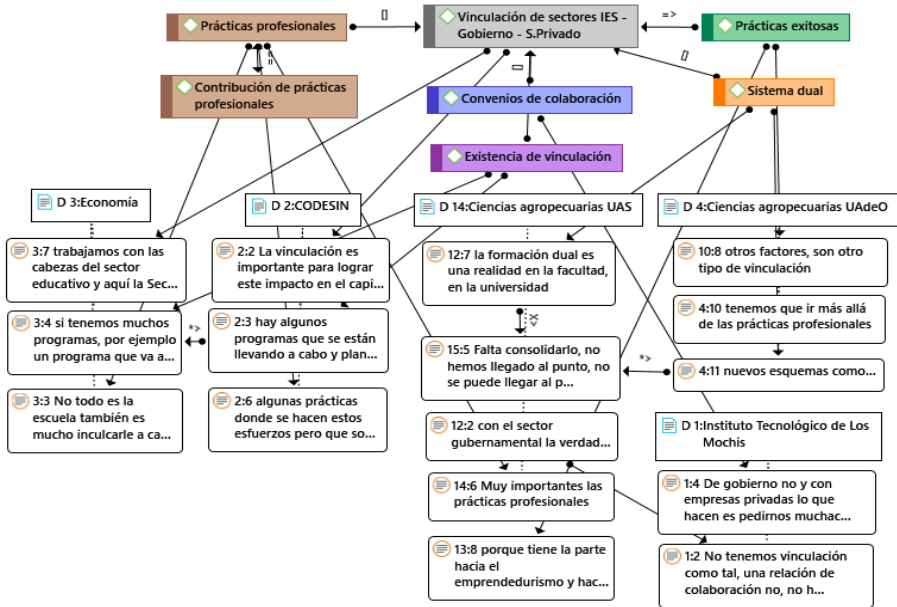 Prácticas profesionales
[]
Vinculación de sectores IES -
Gobierno - S.Privado
=>
Prácticas exitosas
Contribución de prácticas
profesionales
==
[]
[]
Convenios de colaboración
Sistema dual
Existencia de vinculación
D 3:Economía
D 2:CODESIN
D 14:Ciencias agropecuarias UAS
D 4:Ciencias agropecuarias UAdeO
3:7 trabajamos con las
cabezas del sector
educativo y aquí la Sec...
2:2 La vinculación es
importante para lograr
este impacto en el capi...
12:7 la formación dual es
una realidad en la facultad,
en la universidad
10:8 otros factores, son otro
tipo de vinculación
4:10 tenemos que ir más allá
de las prácticas profesionales
3:4 si tenemos muchos
programas, por ejemplo
un programa que va a...
*>
2:3 hay algunos
programas que se están
llevando a cabo y plan...
<\>
15:5 Falta consolidarlo, no
hemos llegado al punto, no
se puede llegar al p...
*>
4:11 nuevos esquemas como...
3:3 No todo es la
escuela también es
mucho inculcarle a ca...
2:6 algunas prácticas
donde se hacen estos
esfuerzos pero que so...
12:2 con el sector
gubernamental la verdad...
D 1:Instituto Tecnológico de Los
Mochis
14:6 Muy importantes las
prácticas profesionales
1:4 De gobierno no y con
empresas privadas lo que
hacen es pedirnos muchac...
13:8 porque tiene la parte
hacia el
emprendedurismo y hac...
1:2 No tenemos vinculación
como tal, una relación de
colaboración no, no h...